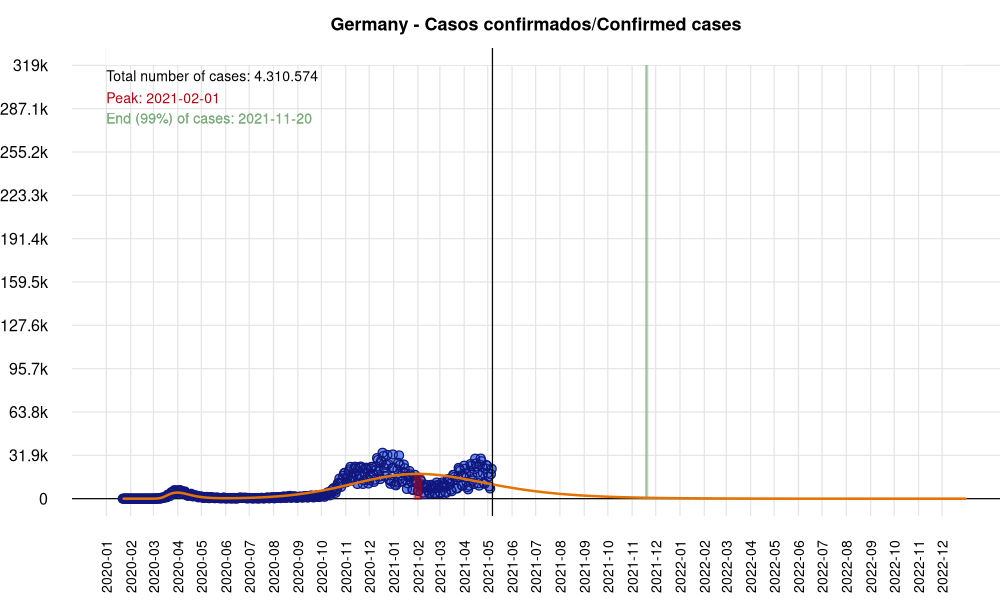 Germany - Casos confirmados/Confirmed cases
Total number of cases: 4.310.574
Peak: 2021-02-01
End (99%) of cases: 2021-11-20
319k
287.1k
255.2k
223.3k
191.4k
159.5k
127.6k
95.7k
63.8k
31.9k
0
2020-01
2020-02
2020-03
2020-04
2020-05
2020-06
2020-07
2020-08
2020-09
2020-10
2020-11
2020-12
2021-01
2021-02
2021-03
2021-04
2021-05
2021-06
2021-07
2021-08
2021-09
2021-10
2021-11
2021-12
2022-01
2022-02
2022-03
2022-04
2022-05
2022-06
2022-07
2022-08
2022-09
2022-10
2022-11
2022-12